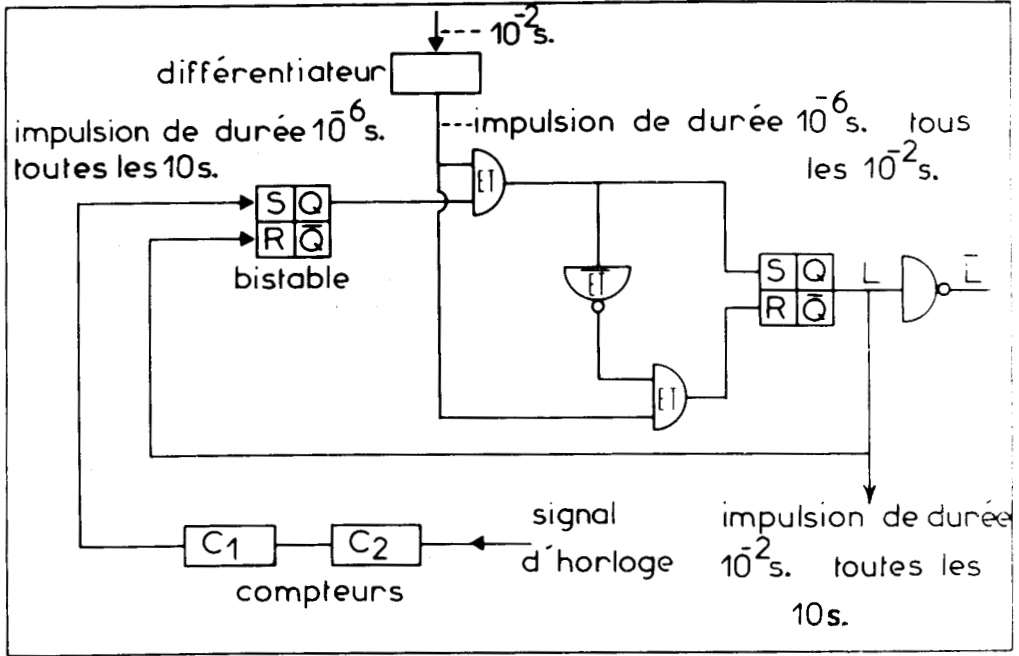 10⁻²s.
différentiateur
impulsion de durée 10⁻⁶s.
toutes les 10s.
impulsion de durée 10⁻⁶s. tous
les 10⁻²s.
ET
S Q
R Q̅
bistable
ET
S Q
R Q̅
L
L̅
ET
signal
d'horloge
C1
C2
compteurs
impulsion de durée
10⁻²s. toutes les
10s.